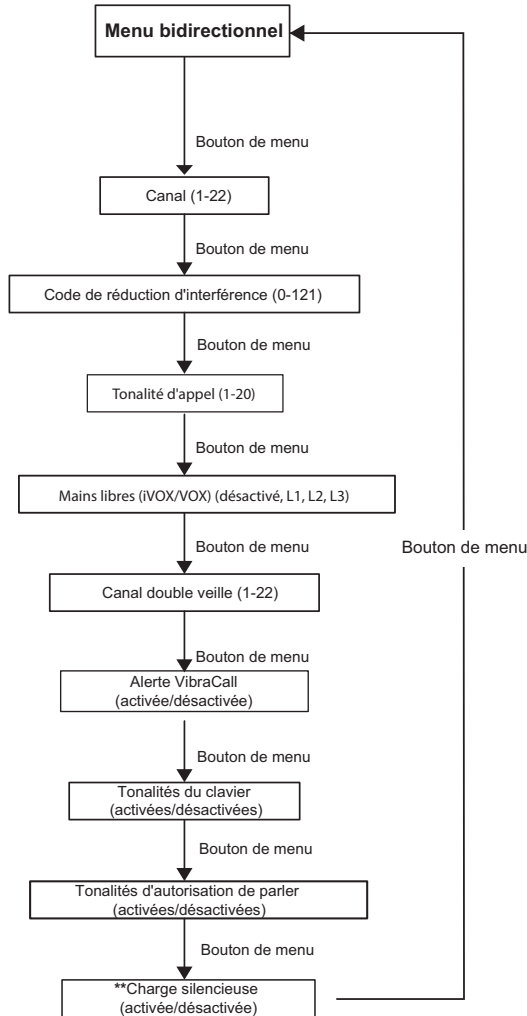 Menu bidirectionnel
Bouton de menu
Canal (1-22)
Bouton de menu
Code de réduction d'interférence (0-121)
Bouton de menu
Tonalité d'appel (1-20)
Bouton de menu
Mains libres (iVOX/VOX) (désactivé, L1, L2, L3)
Bouton de menu
Bouton de menu
Canal double veille (1-22)
Bouton de menu
Alerte VibraCall
(activée/désactivée)
Bouton de menu
Tonalités du clavier
(activées/désactivées)
Bouton de menu
Tonalités d'autorisation de parler
(activées/désactivées)
Bouton de menu
**Charge silencieuse
(activée/désactivée)